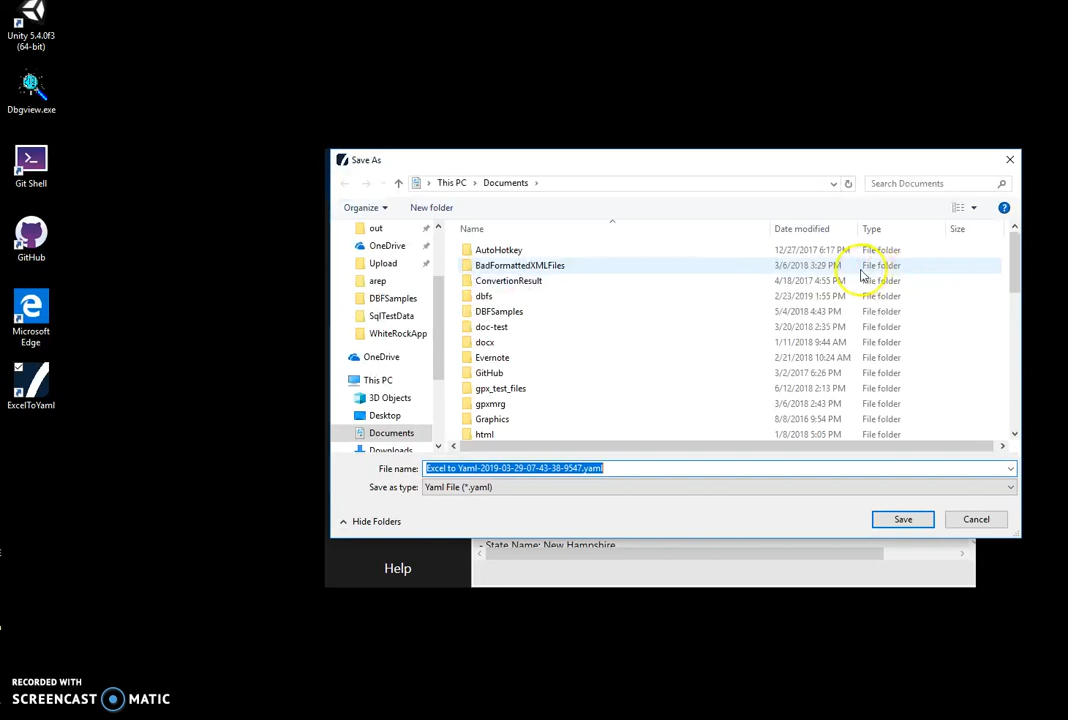 Unity 5.4.0f3
(64-bit)
Dbgview.exe
Git Shell
GitHub
Microsoft
Edge
ExcelToYaml
Save As
This PC > Documents >
Search Documents
Organize
New folder
out
OneDrive
Upload
arep
DBFSamples
SqlTestData
WhiteRockApp
OneDrive
This PC
3D Objects
Desktop
Documents
Downloads
Name Date modified Type Size
AutoHotkey 12/27/2017 6:17 PM File folder
BadFormattedXMLFiles 3/6/2018 3:29 PM File folder
ConvertionResult 4/18/2017 4:55 PM File folder
dbfs 2/23/2019 1:55 PM File folder
DBFSamples 5/4/2018 4:43 PM File folder
doc-test 3/20/2018 2:35 PM File folder
docx 1/11/2018 9:44 AM File folder
Evernote 2/21/2018 10:24 AM File folder
GitHub 3/2/2017 6:26 PM File folder
gpx_test_files 6/12/2018 2:13 PM File folder
gpxmrg 3/6/2018 2:43 PM File folder
Graphics 8/8/2016 9:54 PM File folder
html 1/8/2018 5:05 PM File folder
File name: Excel to Yaml-2019-03-29-07-43-38-9547.yaml
Save as type: Yaml File (*.yaml)
Hide Folders
Save
Cancel
- State Name: New Hampshire
Help
RECORDED WITH
SCREENCAST MATIC